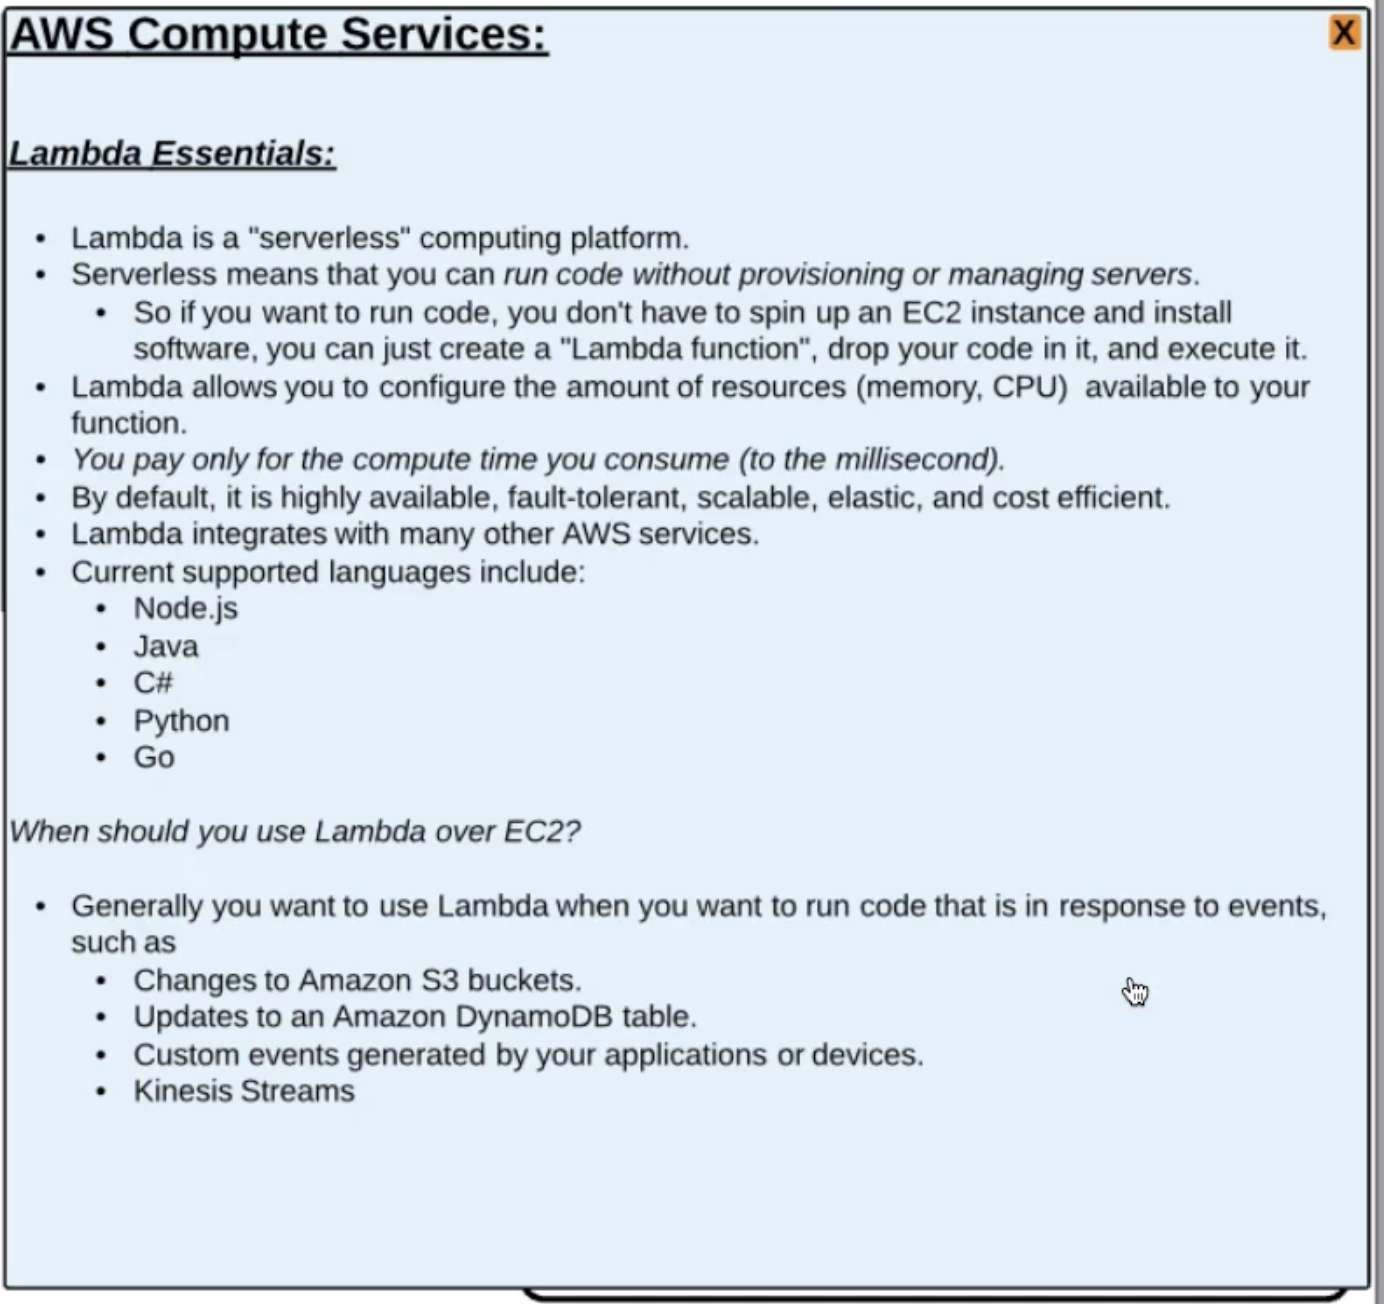 AWS Compute Services:
X
Lambda Essentials:
• Lambda is a "serverless" computing platform.
• Serverless means that you can run code without provisioning or managing servers.
• So if you want to run code, you don't have to spin up an EC2 instance and install
software, you can just create a "Lambda function", drop your code in it, and execute it.
• Lambda allows you to configure the amount of resources (memory, CPU)  available to your
function.
• You pay only for the compute time you consume (to the millisecond).
• By default, it is highly available, fault-tolerant, scalable, elastic, and cost efficient.
• Lambda integrates with many other AWS services.
• Current supported languages include:
• Node.js
• Java
• C#
• Python
• Go
When should you use Lambda over EC2?
• Generally you want to use Lambda when you want to run code that is in response to events,
such as
• Changes to Amazon S3 buckets.
• Updates to an Amazon DynamoDB table.
• Custom events generated by your applications or devices.
• Kinesis Streams